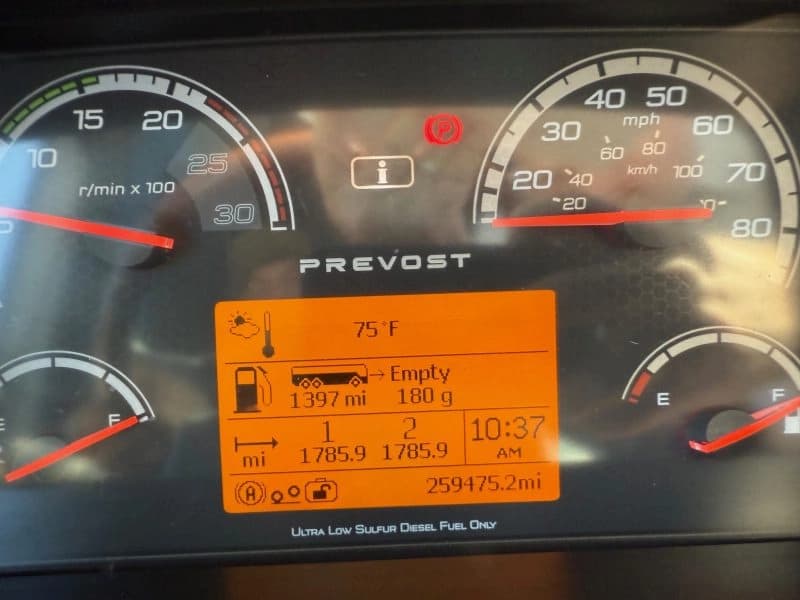 10 15 20 25 30
r/min x 100
P
i
20 30 40 50 60 70 80
mph
20 40 60 80 100
km/h
PREVOST
75°F
→ Empty
1397 mi 180 g
1 2
mi 1785.9 1785.9
10:37
AM
A
259475.2mi
F
E F
ULTRA LOW SULFUR DIESEL FUEL ONLY